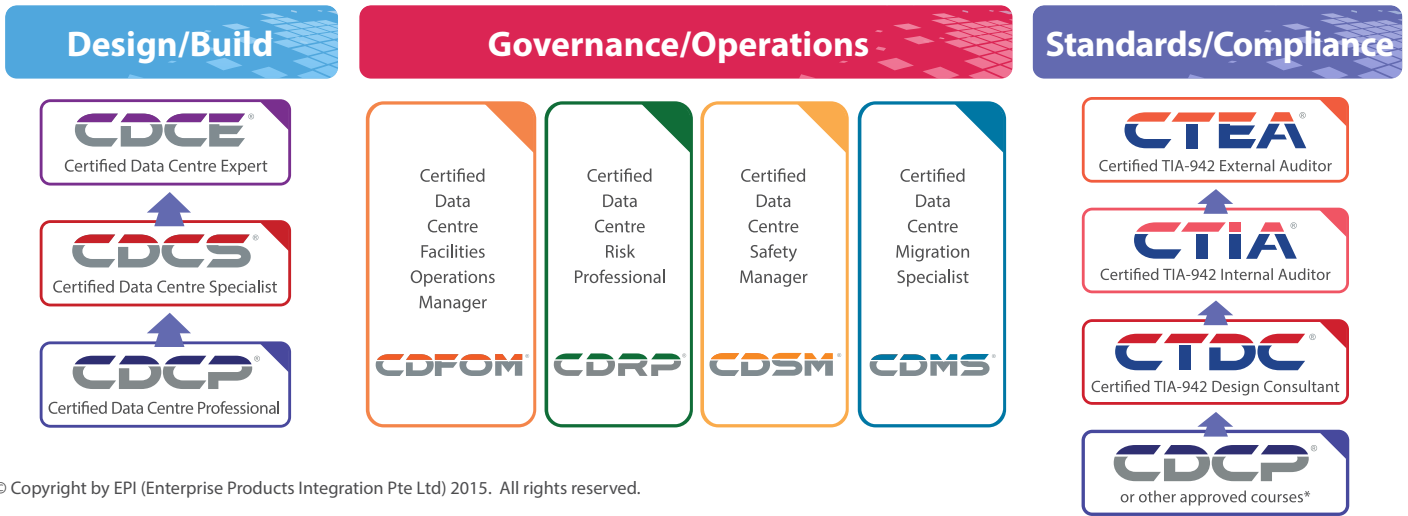 Design/Build
CDCE®
Certified Data Centre Expert
CDCS®
Certified Data Centre Specialist
CDCP®
Certified Data Centre Professional
Governance/Operations
Certified
Data
Centre
Facilities
Operations
Manager
CDFOM®
Certified
Data
Centre
Risk
Professional
CDRP®
Certified
Data
Centre
Safety
Manager
CDSM®
Certified
Data
Centre
Migration
Specialist
CDMS®
Standards/Compliance
CTEA®
Certified TIA-942 External Auditor
CTIA®
Certified TIA-942 Internal Auditor
CTDC®
Certified TIA-942 Design Consultant
CDCP®
or other approved courses*
© Copyright by EPI (Enterprise Products Integration Pte Ltd) 2015. All rights reserved.